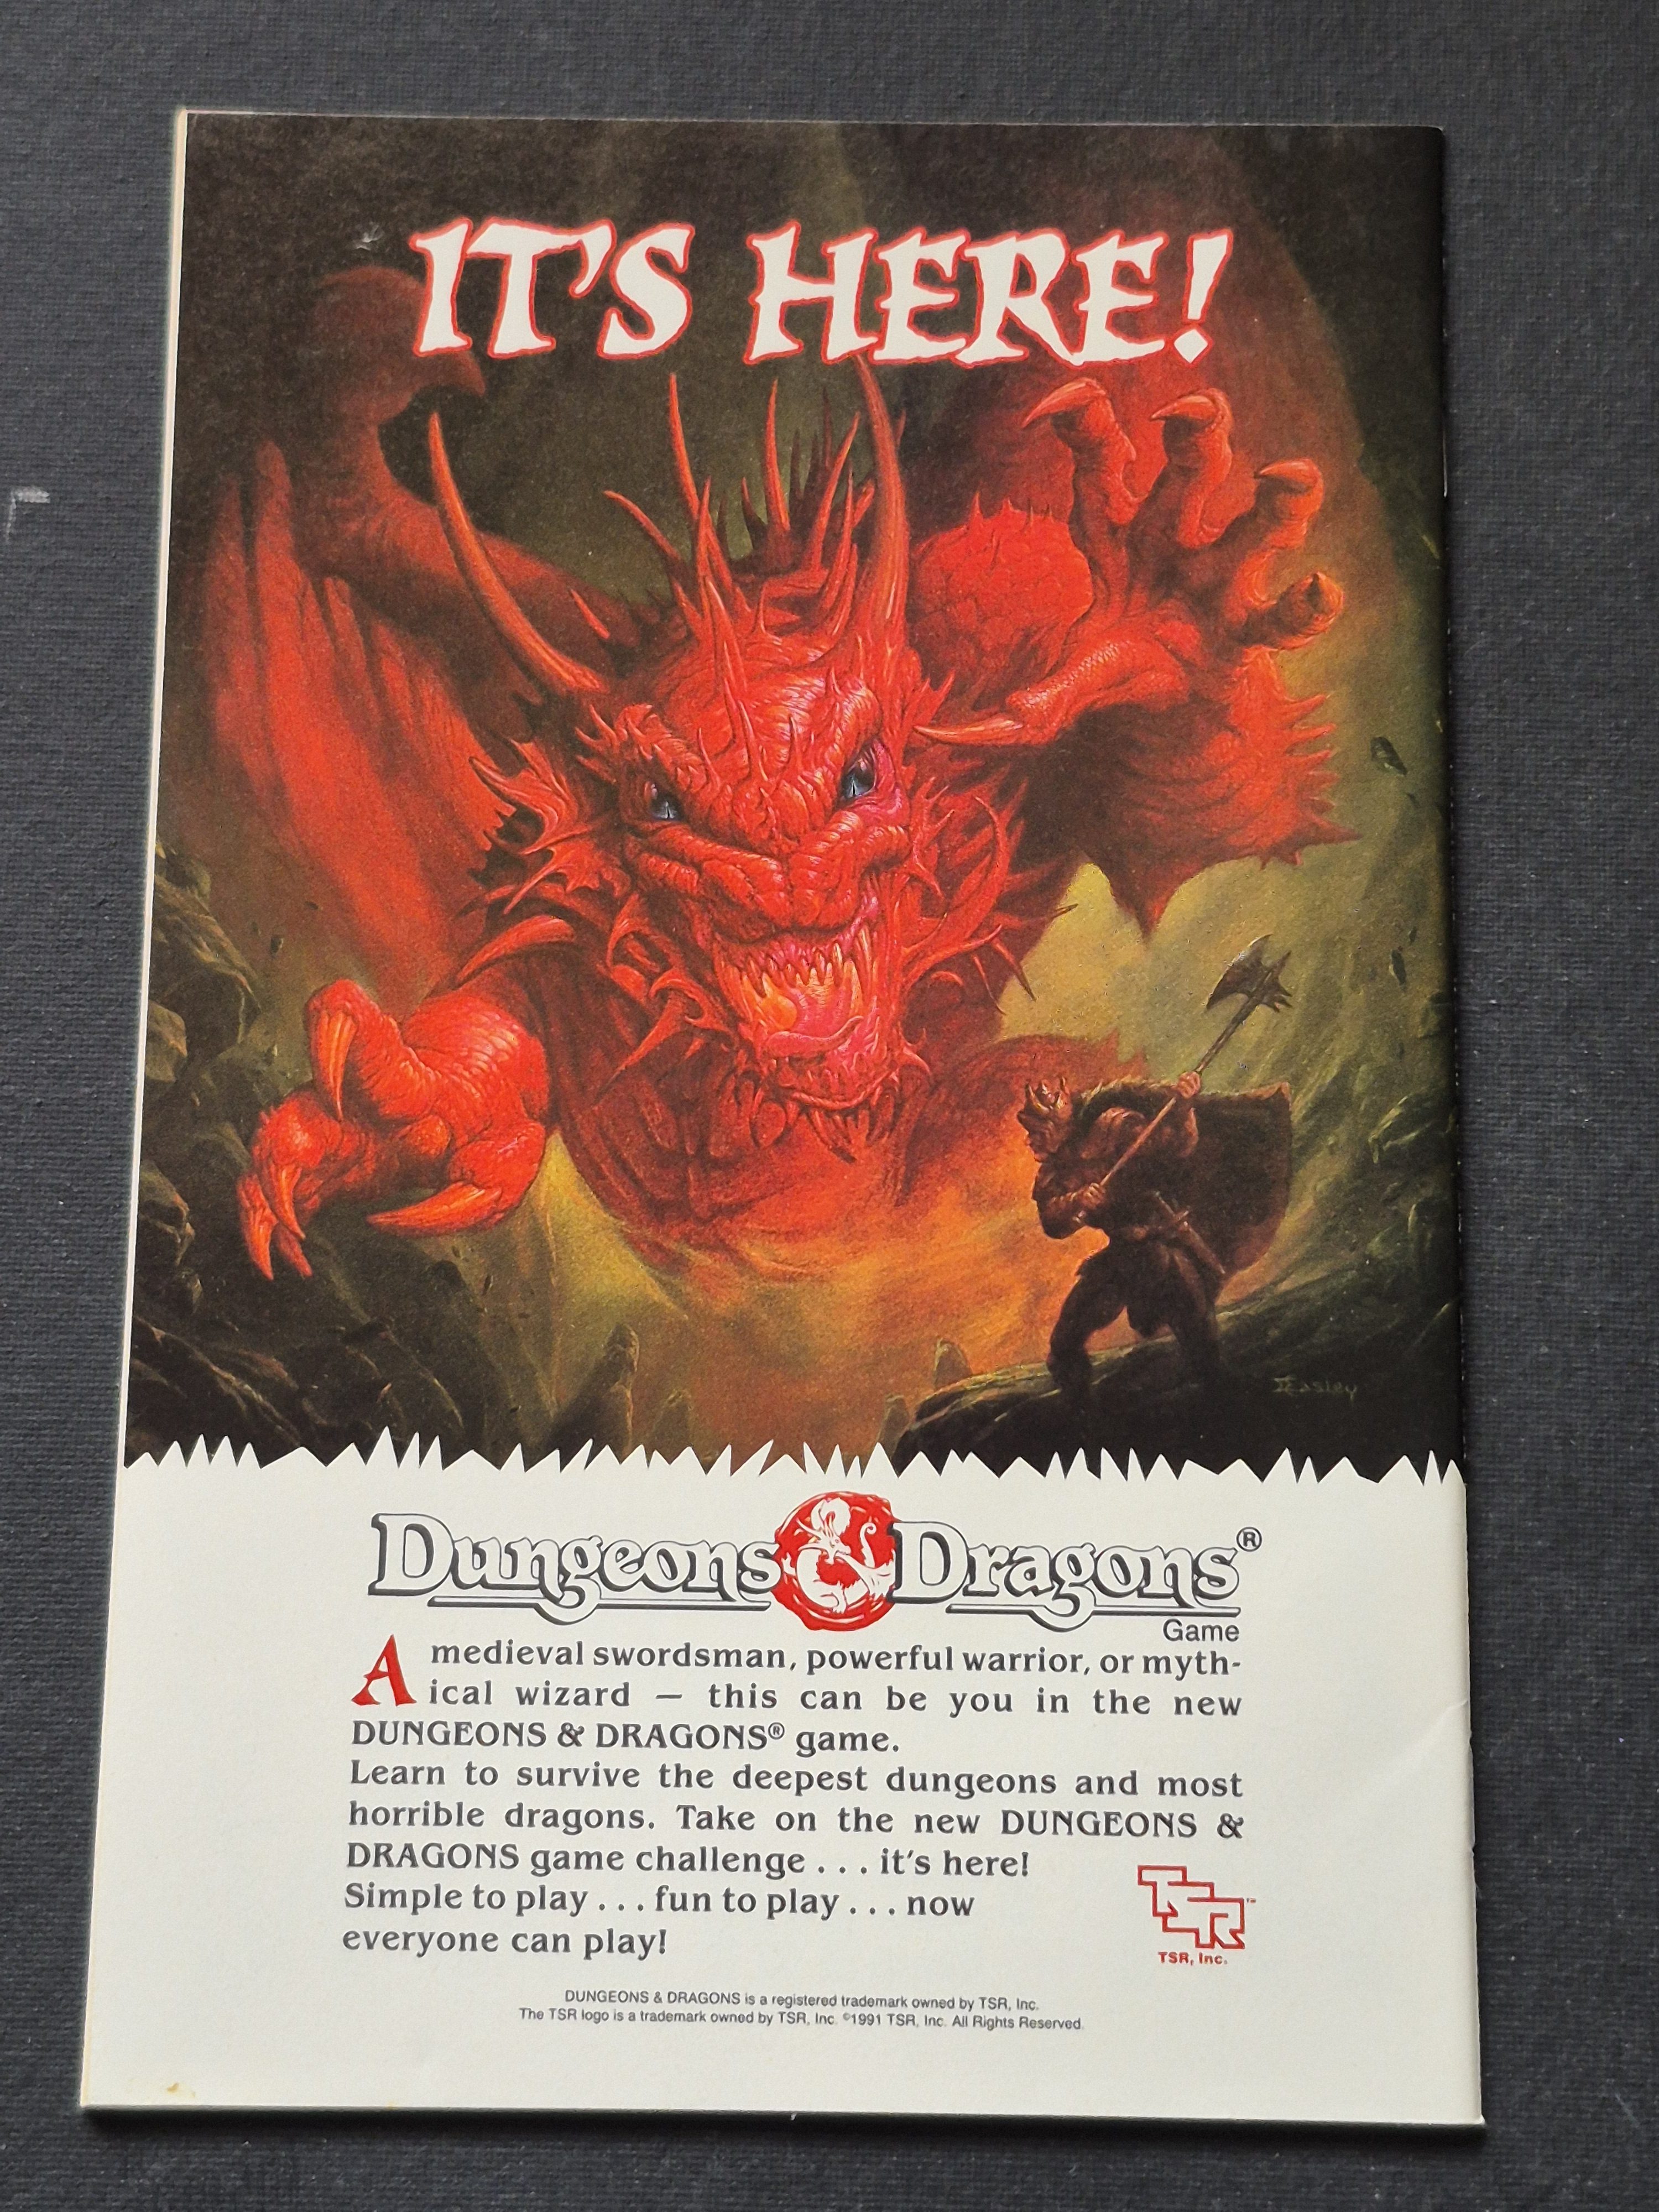 IT'S HERE!
Easley
Dungeons & Dragons®
Game
A medieval swordsman, powerful warrior, or myth-
ical wizard — this can be you in the new
DUNGEONS & DRAGONS® game.
Learn to survive the deepest dungeons and most
horrible dragons. Take on the new DUNGEONS &
DRAGONS game challenge . . . it's here!
Simple to play . . . fun to play . . . now
everyone can play!
TSR™
TSR, Inc.
DUNGEONS & DRAGONS is a registered trademark owned by TSR, Inc.
The TSR logo is a trademark owned by TSR, Inc. ©1991 TSR, Inc. All Rights Reserved.